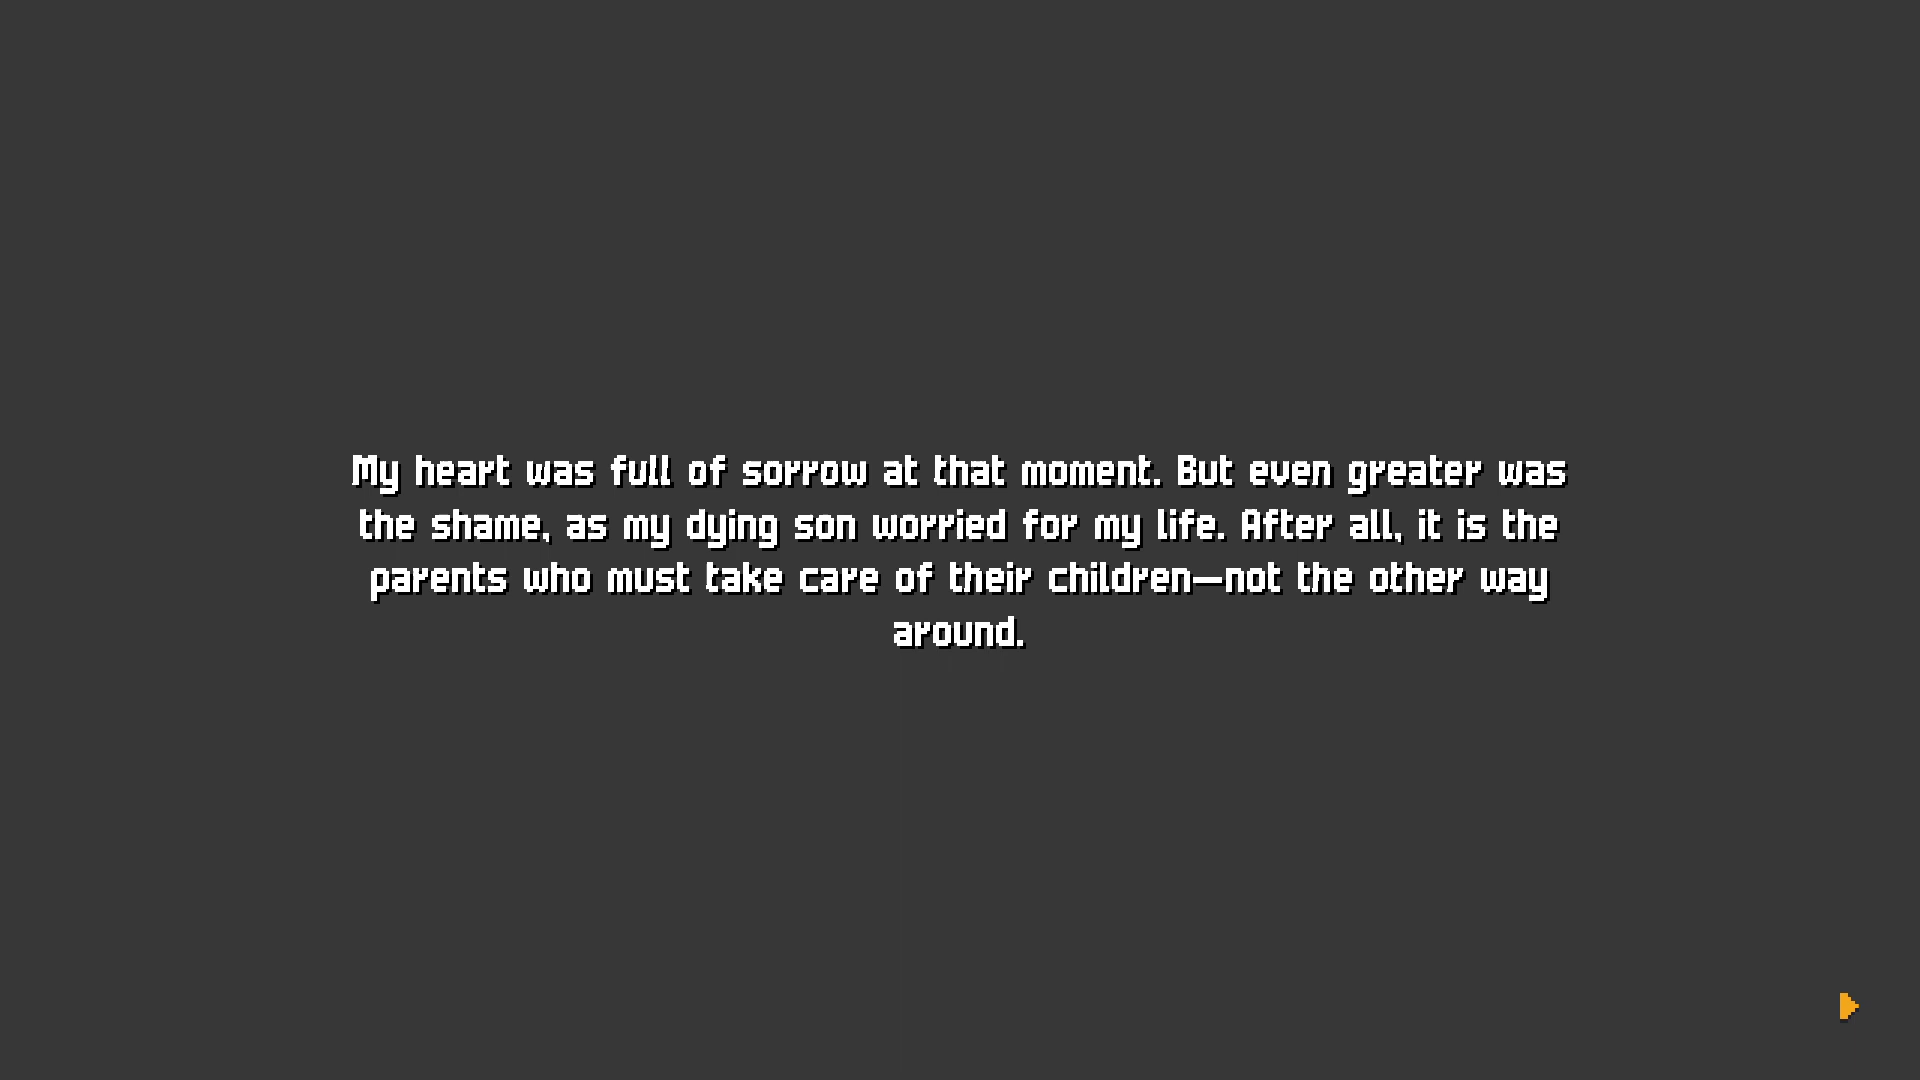 My heart was full of sorrow at that moment. But even greater was
the shame, as my dying son worried for my life. After all, it is the
parents who must take care of their children—not the other way
around.